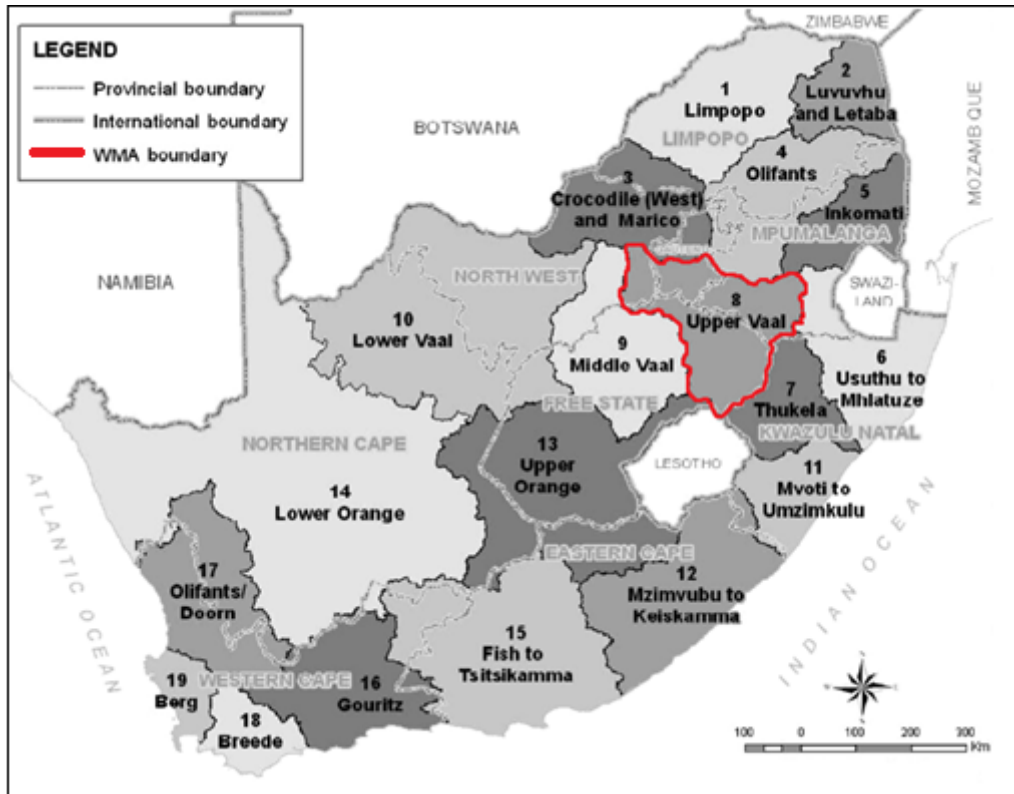 LEGEND
Provincial boundary
International boundary
WMA boundary
ZIMBABWE
BOTSWANA
MOZAMBIQUE
NAMIBIA
SWAZI-
LAND
LESOTHO
1
Limpopo
LIMPOPO
2
Luvuvhu
and Letaba
3
Crocodile (West)
and Marico
4
Olifants
5
Inkomati
MPUMALANGA
NORTH WEST
8
Upper Vaal
10
Lower Vaal
9
Middle Vaal
6
Usuthu to
Mhlatuze
7
Thukela
KWAZULU NATAL
FREE STATE
NORTHERN CAPE
13
Upper
Orange
11
Mvoti to
Umzimkulu
14
Lower Orange
EASTERN CAPE
12
Mzimvubu to
Keiskamma
17
Olifants/
Doorn
15
Fish to
Tsitsikamma
WESTERN CAPE
16
Gouritz
19
Berg
18
Breede
ATLANTIC OCEAN
INDIAN OCEAN
100 0 100 200 300
Km